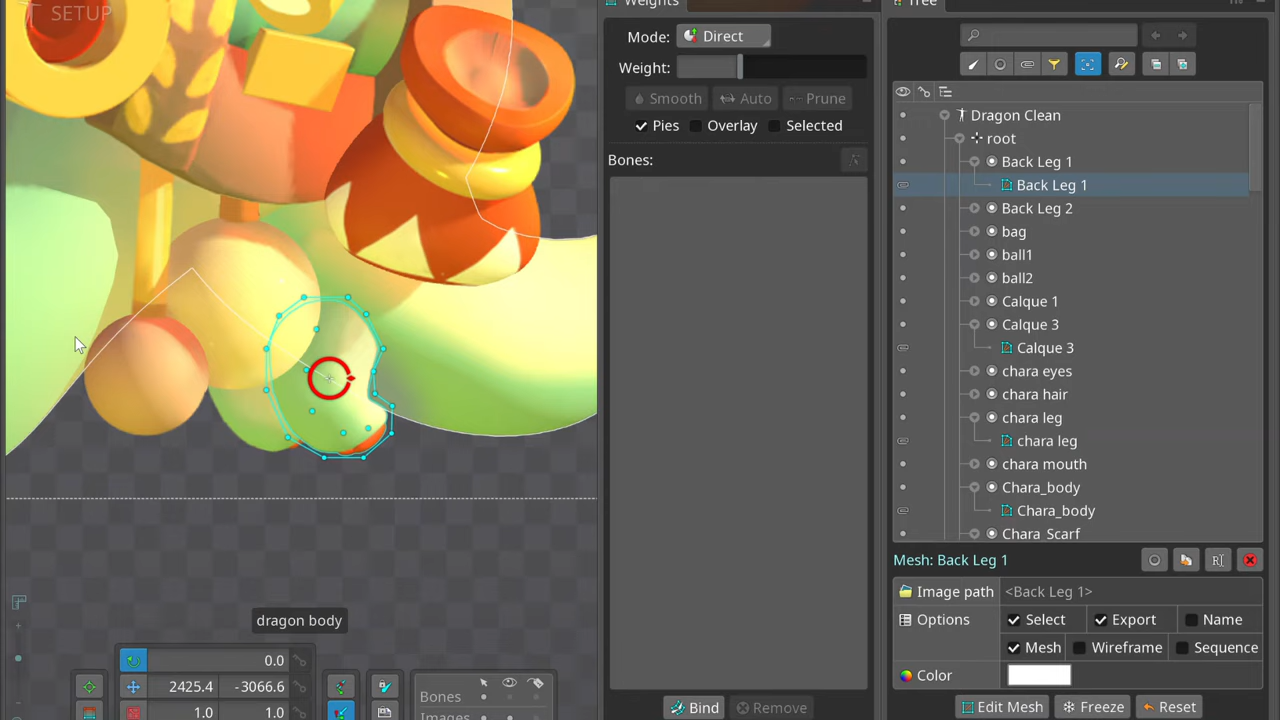 SETUP
dragon body
0.0
2425.4 -3066.6
1.0 1.0
Bones
Images
Weights
Mode: Direct
Weight:
Smooth Auto Prune
Pies Overlay Selected
Bones:
Bind Remove
Tree
Dragon Clean
root
Back Leg 1
Back Leg 1
Back Leg 2
bag
ball1
ball2
Calque 1
Calque 3
Calque 3
chara eyes
chara hair
chara leg
chara leg
chara mouth
Chara_body
Chara_body
Chara_Scarf
Mesh: Back Leg 1
Image path <Back Leg 1>
Options Select Export Name
Mesh Wireframe Sequence
Color
Edit Mesh Freeze Reset